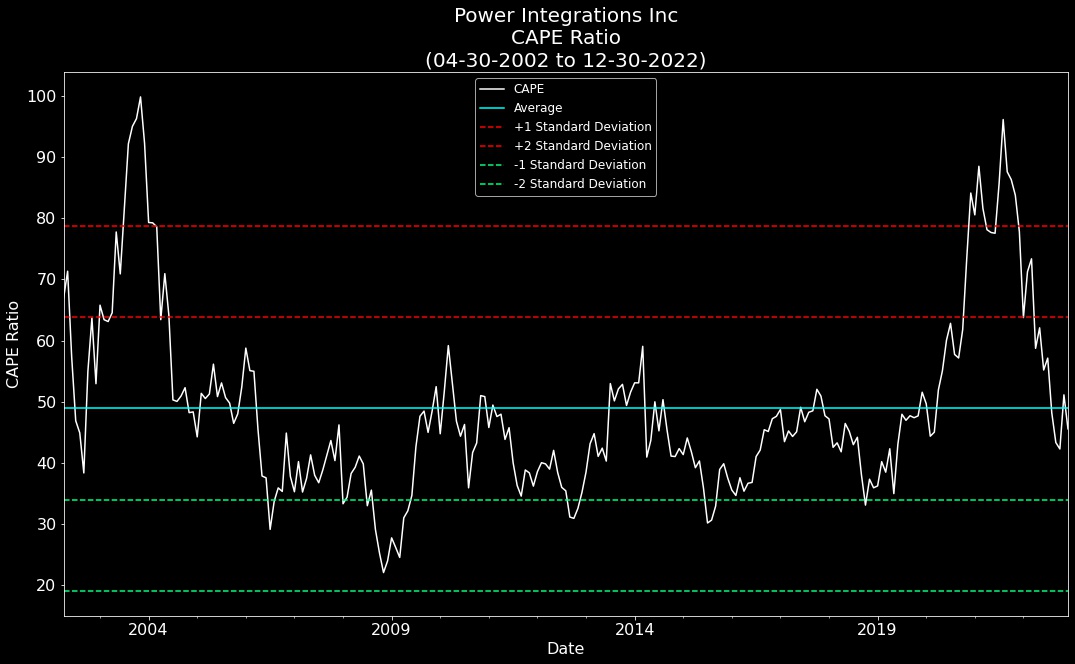 Power Integrations Inc
CAPE Ratio
(04-30-2002 to 12-30-2022)
CAPE
Average
+1 Standard Deviation
+2 Standard Deviation
-1 Standard Deviation
-2 Standard Deviation
CAPE Ratio
100
90
80
70
60
50
40
30
20
2004
2009
2014
2019
Date